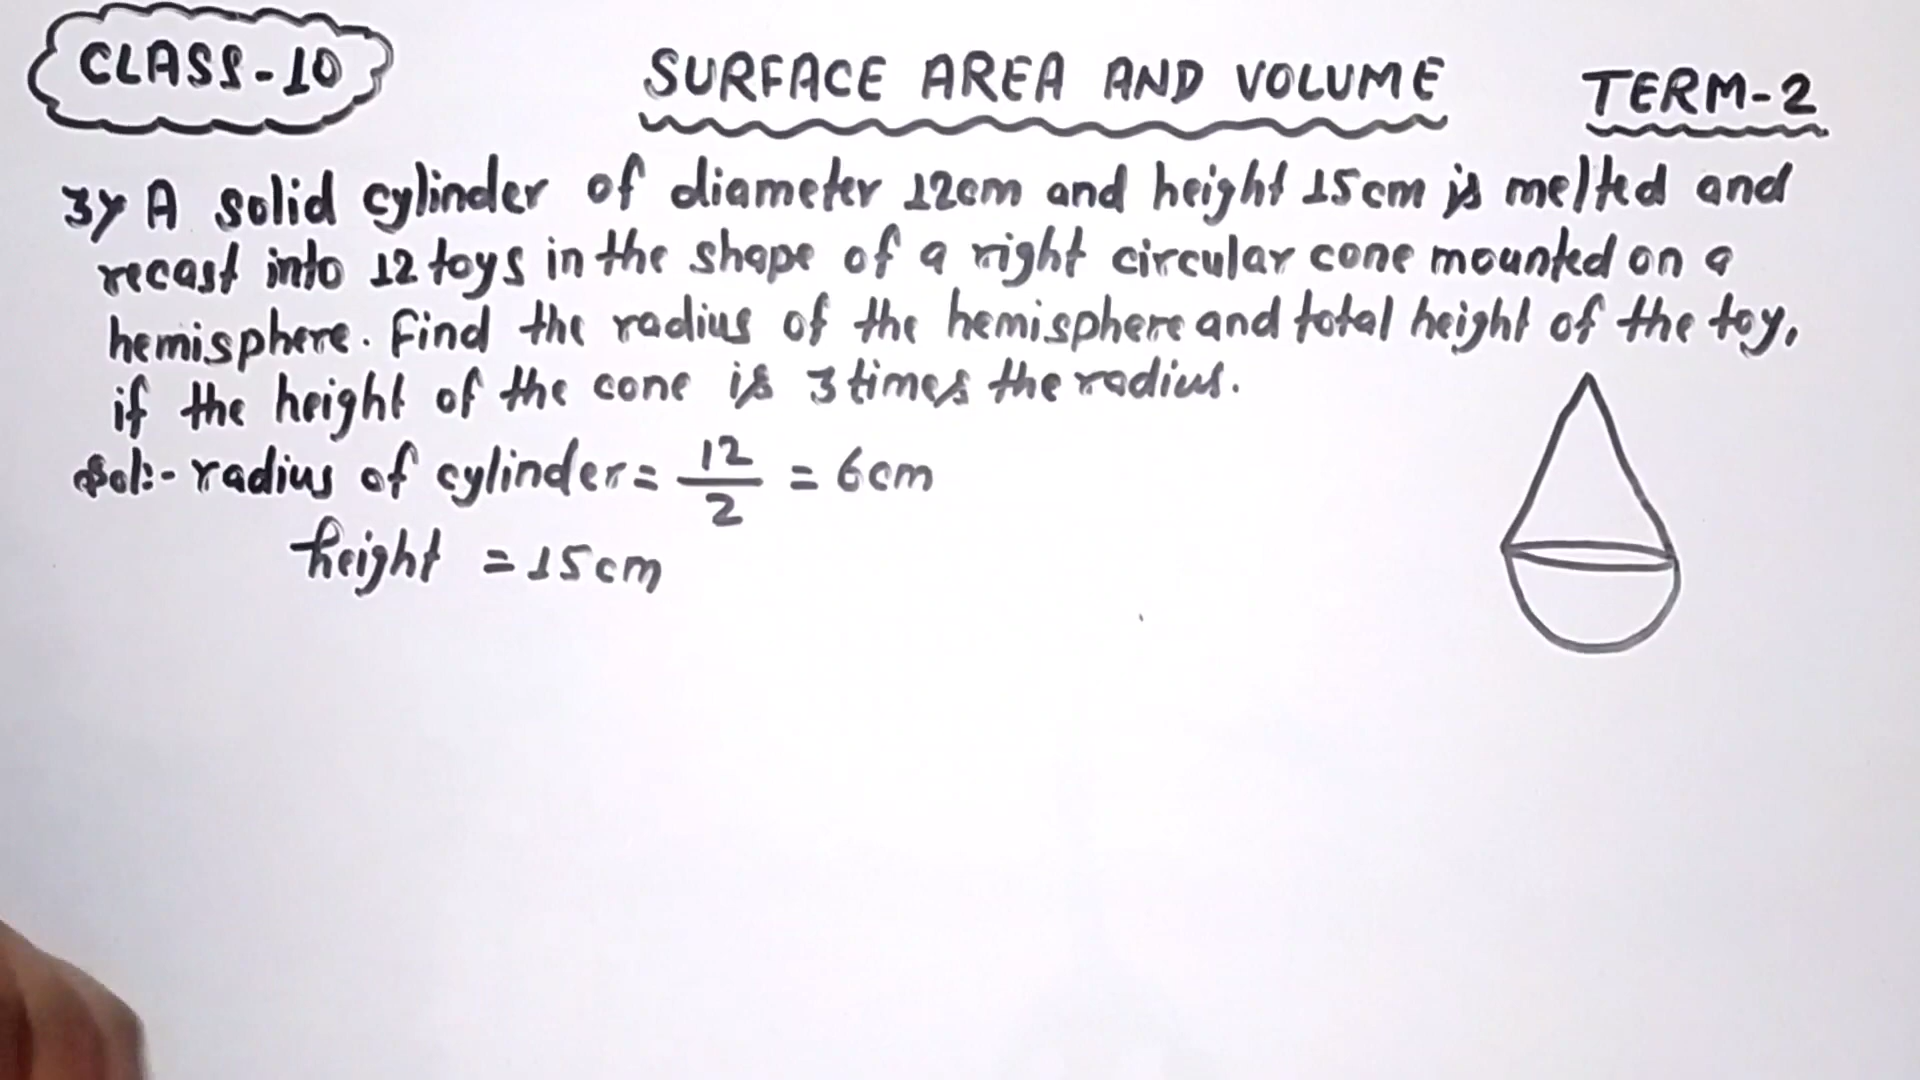 CLASS-10
SURFACE AREA AND VOLUME
TERM-2
3) A solid cylinder of diameter 12cm and height 15cm is melted and
recast into 12 toys in the shape of a right circular cone mounted on a
hemisphere. Find the radius of the hemisphere and total height of the toy,
if the height of the cone is 3 times the radius.
Sol:- radius of cylinder = 12/2 = 6cm
height = 15cm